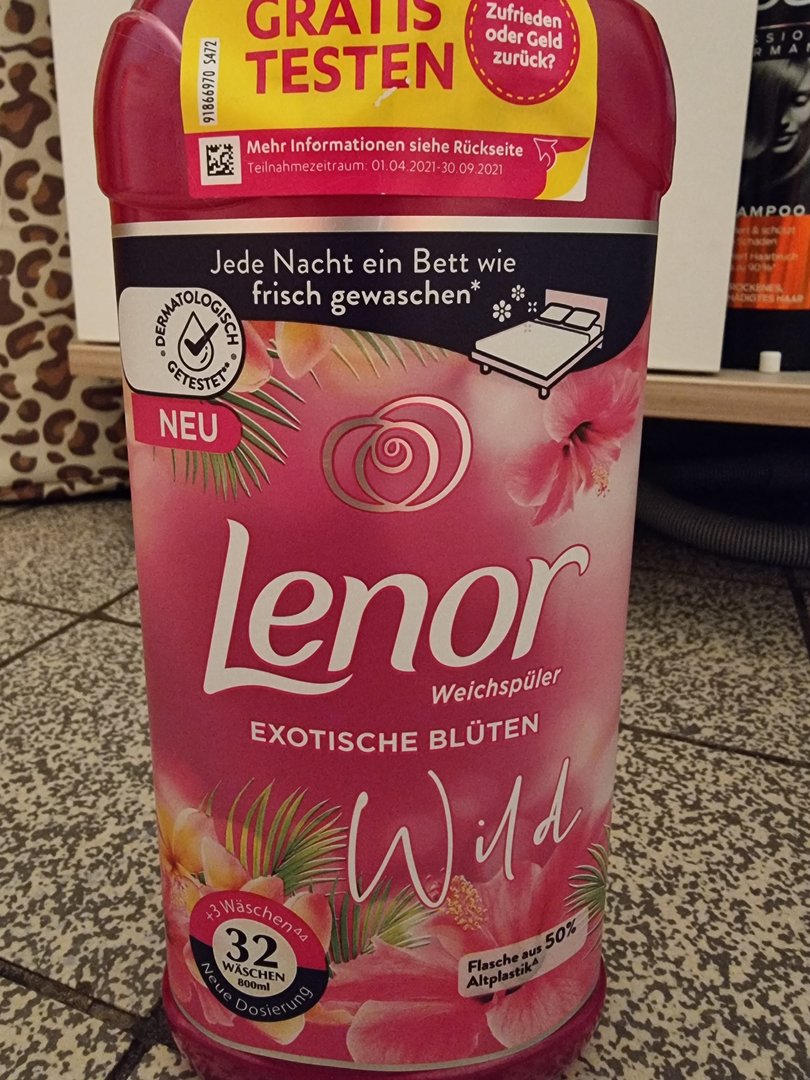 GRATIS
TESTEN
Zufrieden
oder Geld
zurück?
91866970 S472
Mehr Informationen siehe Rückseite
Teilnahmezeitraum: 01.04.2021-30.09.2021
Jede Nacht ein Bett wie
frisch gewaschen*
DERMATOLOGISCH
GETESTET**
NEU
Lenor
Weichspüler
EXOTISCHE BLÜTEN
Wild
+3 Wäschen^^
32
WÄSCHEN
800ml
Neue Dosierung
Flasche aus 50%
Altplastik^
AMPOO